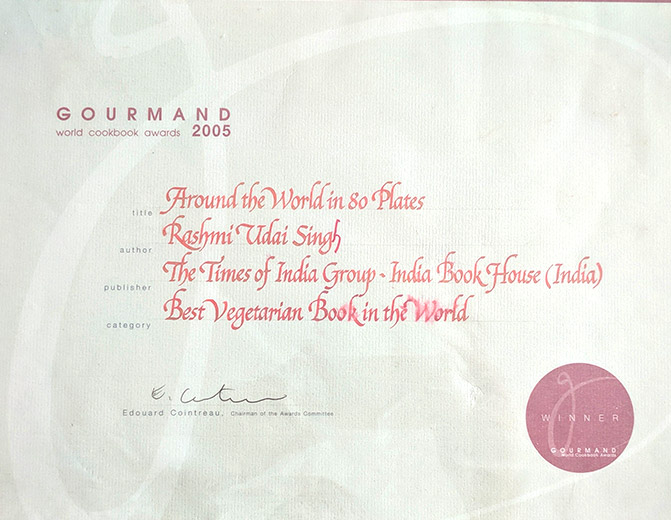 GOURMAND
world cookbook awards 2005
title Around the World in 80 Plates
author Rashmi Udai Singh
publisher The Times of India Group - India Book House (India)
category Best Vegetarian Book in the World
E. Cointreau
Edouard Cointreau, Chairman of the Awards Committee
WINNER
GOURMAND
World Cookbook Awards